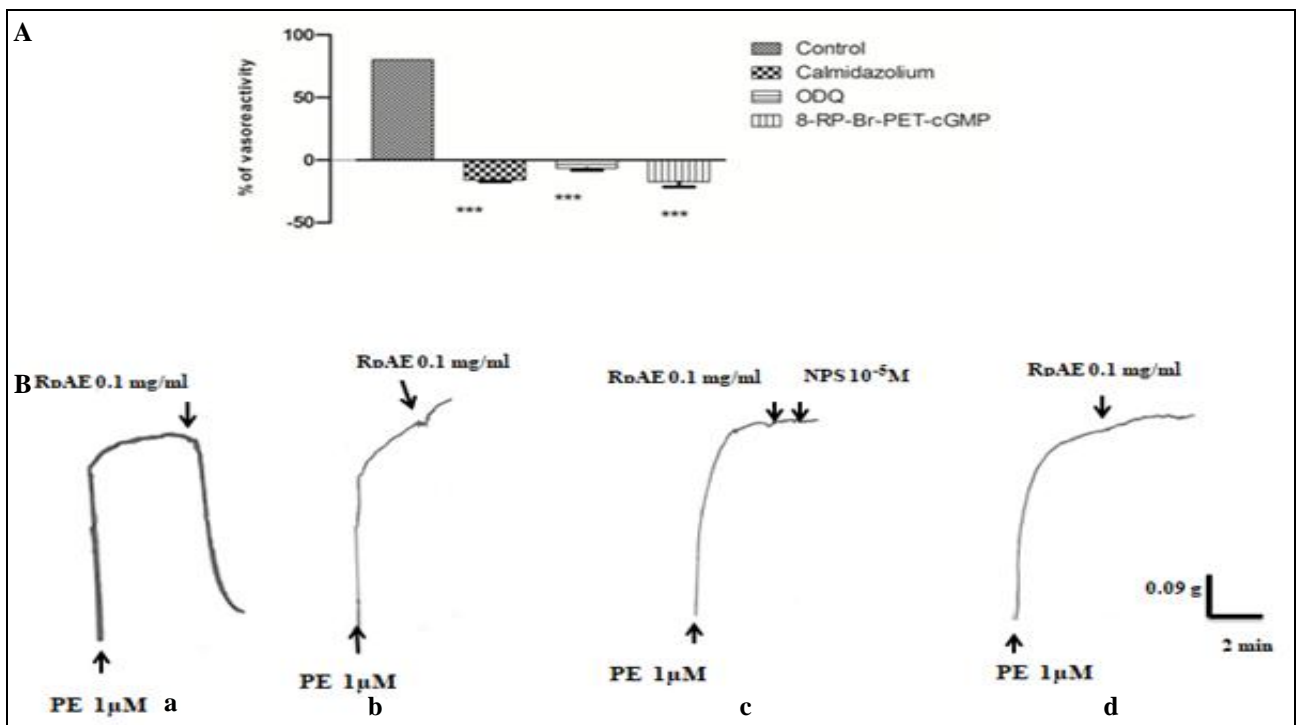 A
100
50
0
-50
% of vasoreactivity
Control
Calmidazolium
ODQ
8-RP-Br-PET-cGMP
***
***
***
B
RpAE 0.1 mg/ml
RpAE 0.1 mg/ml
RpAE 0.1 mg/ml
NPS 10⁻⁵M
RpAE 0.1 mg/ml
0.09 g
2 min
PE 1µM
a
PE 1µM
b
PE 1µM
c
PE 1µM
d